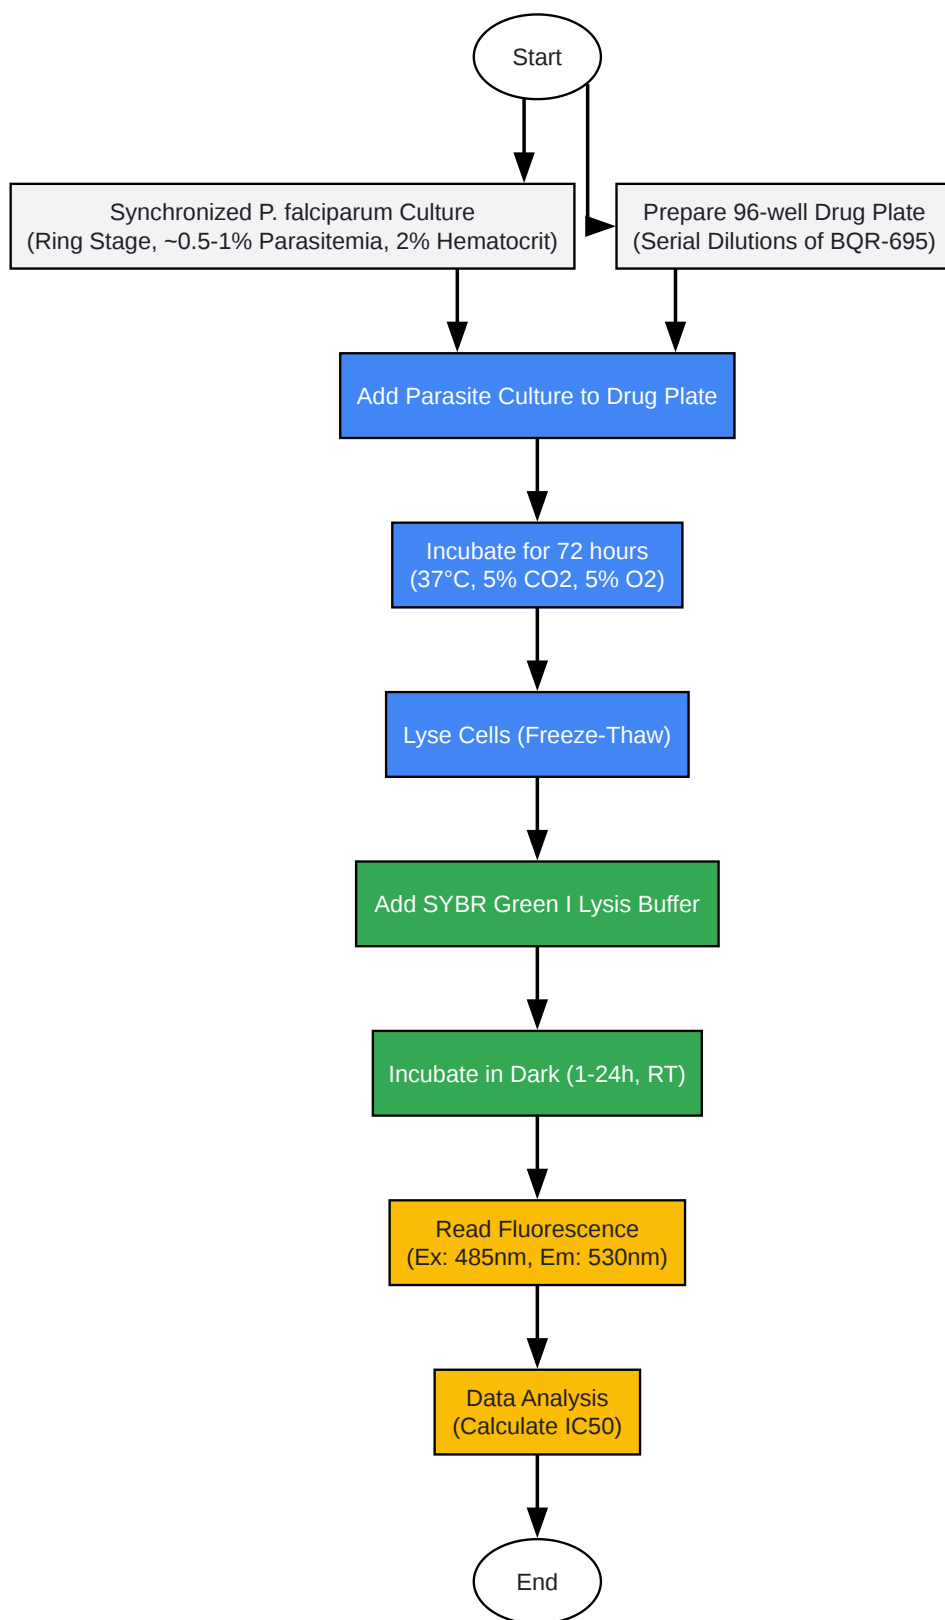 Start
Synchronized P. falciparum Culture
(Ring Stage, ~0.5-1% Parasitemia, 2% Hematocrit)
Prepare 96-well Drug Plate
(Serial Dilutions of BQR-695)
Add Parasite Culture to Drug Plate
Incubate for 72 hours
(37°C, 5% CO2, 5% O2)
Lyse Cells (Freeze-Thaw)
Add SYBR Green I Lysis Buffer
Incubate in Dark (1-24h, RT)
Read Fluorescence
(Ex: 485nm, Em: 530nm)
Data Analysis
(Calculate IC50)
End